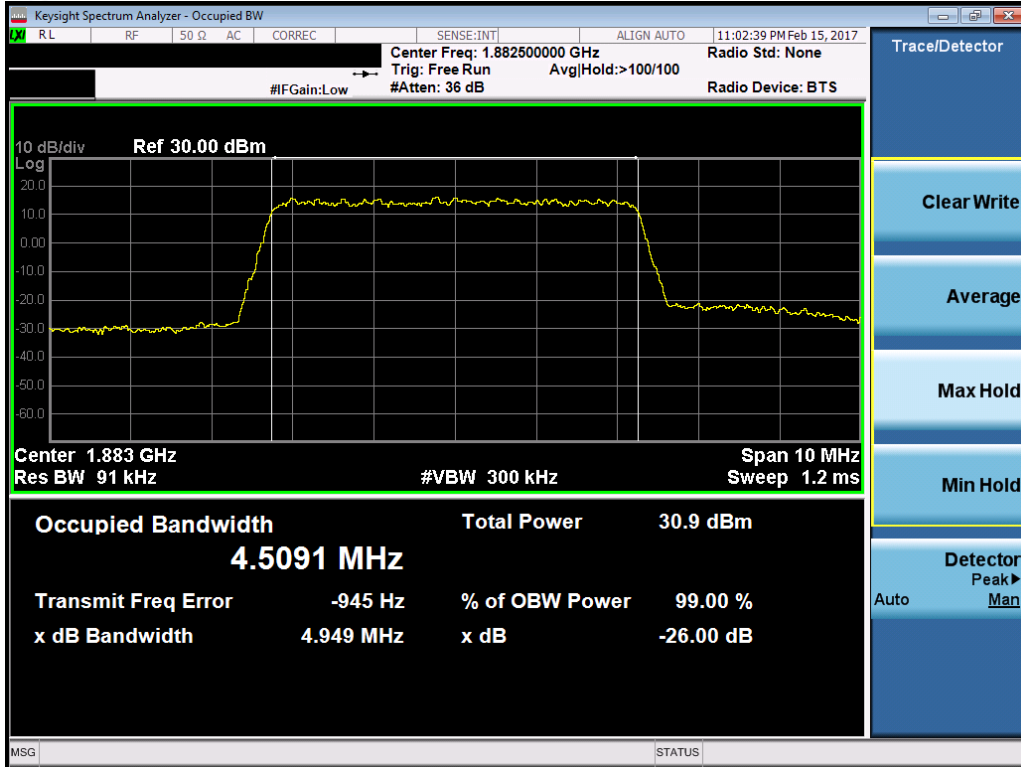 Keysight Spectrum Analyzer - Occupied BW
LXI RL RF 50 Ω AC CORREC SENSE:INT ALIGN AUTO 11:02:39 PM Feb 15, 2017
Center Freq: 1.882500000 GHz Radio Std: None
Trig: Free Run Avg|Hold:>100/100
#IFGain:Low #Atten: 36 dB Radio Device: BTS
10 dB/div Ref 30.00 dBm
Log
20.0
10.0
0.00
-10.0
-20.0
-30.0
-40.0
-50.0
-60.0
Center 1.883 GHz Span 10 MHz
Res BW 91 kHz #VBW 300 kHz Sweep 1.2 ms
Occupied Bandwidth Total Power 30.9 dBm
4.5091 MHz
Transmit Freq Error -945 Hz % of OBW Power 99.00 %
x dB Bandwidth 4.949 MHz x dB -26.00 dB
MSG STATUS
Trace/Detector
Clear Write
Average
Max Hold
Min Hold
Detector
Peak▶
Auto Man